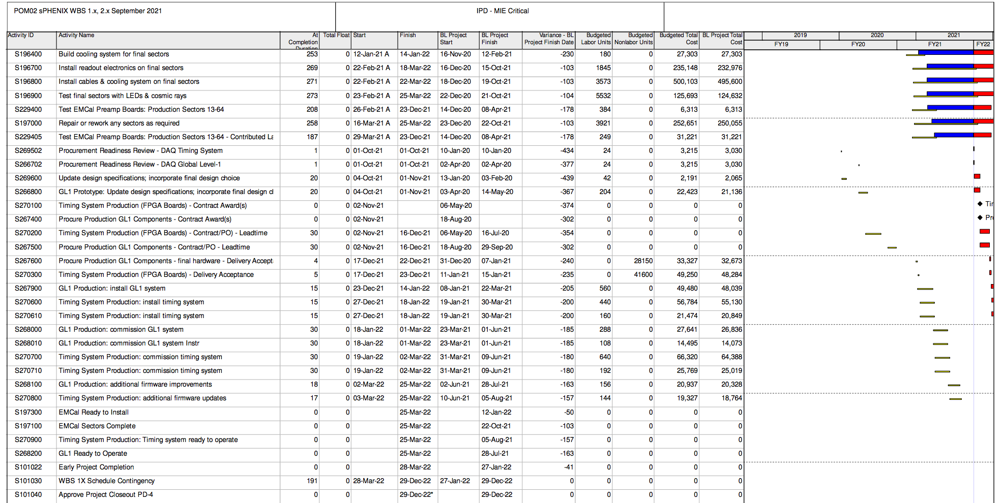 POM02 sPHENIX WBS 1.x, 2.x September 2021 IPD - MIE Critical
Activity ID Activity Name At Completion Duration Total Float Start Finish BL Project Start BL Project Finish Variance - BL Project Finish Date Budgeted Labor Units Budgeted Nonlabor Units Budgeted Total Cost BL Project Total Cost 2019 2020 2021
FY19 FY20 FY21 FY22
S196400 Build cooling system for final sectors 253 0 12-Jan-21 A 14-Jan-22 16-Nov-20 12-Feb-21 -230 180 0 27,303 27,303
S196700 Install readout electronics on final sectors 269 0 22-Feb-21 A 18-Mar-22 16-Dec-20 15-Oct-21 -103 1845 0 235,148 232,976
S196800 Install cables & cooling system on final sectors 271 0 22-Feb-21 A 22-Mar-22 18-Dec-20 19-Oct-21 -103 3573 0 500,103 495,600
S196900 Test final sectors with LEDs & cosmic rays 273 0 23-Feb-21 A 25-Mar-22 22-Dec-20 21-Oct-21 -104 5532 0 125,693 124,632
S229400 Test EMCal Preamp Boards: Production Sectors 13-64 208 0 26-Feb-21 A 23-Dec-21 14-Dec-20 08-Apr-21 -178 384 0 6,313 6,313
S197000 Repair or rework any sectors as required 258 0 16-Mar-21 A 25-Mar-22 23-Dec-20 22-Oct-21 -103 3921 0 252,651 250,055
S229405 Test EMCal Preamp Boards: Production Sectors 13-64 - Contributed La 187 0 29-Mar-21 A 23-Dec-21 14-Dec-20 08-Apr-21 -178 249 0 31,221 31,221
S269502 Procurement Readiness Review - DAQ Timing System 1 0 01-Oct-21 01-Oct-21 10-Jan-20 10-Jan-20 -434 24 0 3,215 3,030
S266702 Procurement Readiness Review - DAQ Global Level-1 1 0 01-Oct-21 01-Oct-21 02-Apr-20 02-Apr-20 -377 24 0 3,215 3,030
S269600 Update design specifications; incorporate final design choice 20 0 04-Oct-21 01-Nov-21 13-Jan-20 03-Feb-20 -439 42 0 2,191 2,065
S266800 GL1 Prototype: Update design specifications; incorporate final design cl 20 0 04-Oct-21 01-Nov-21 03-Apr-20 14-May-20 -367 204 0 22,423 21,136
S270100 Timing System Production (FPGA Boards) - Contract Award(s) 0 0 02-Nov-21 06-May-20 -374 0 0 0 0 Tir
S267400 Procure Production GL1 Components - Contract Award(s) 0 0 02-Nov-21 18-Aug-20 -302 0 0 0 0 Pro
S270200 Timing System Production (FPGA Boards) - Contract/PO) - Leadtime 30 0 02-Nov-21 16-Dec-21 06-May-20 16-Jul-20 -354 0 0 0 0
S267500 Procure Production GL1 Components - Contract/PO - Leadtime 30 0 02-Nov-21 16-Dec-21 18-Aug-20 29-Sep-20 -302 0 0 0 0
S267600 Procure Production GL1 Components - final hardware - Delivery Accept 4 0 17-Dec-21 22-Dec-21 31-Dec-20 07-Jan-21 -240 0 28150 33,327 32,673
S270300 Timing System Production (FPGA Boards) - Delivery Acceptance 5 0 17-Dec-21 23-Dec-21 11-Jan-21 15-Jan-21 -235 0 41600 49,250 48,284
S267900 GL1 Production: install GL1 system 15 0 23-Dec-21 14-Jan-22 08-Jan-21 22-Mar-21 -205 560 0 49,480 48,039
S270600 Timing System Production: install timing system 15 0 27-Dec-21 18-Jan-22 19-Jan-21 30-Mar-21 -200 440 0 56,784 55,130
S270610 Timing System Production: install timing system 15 0 27-Dec-21 18-Jan-22 19-Jan-21 30-Mar-21 -200 160 0 21,474 20,849
S268000 GL1 Production: commission GL1 system 30 0 18-Jan-22 01-Mar-22 23-Mar-21 01-Jun-21 -185 288 0 27,641 26,836
S268010 GL1 Production: commission GL1 system Instr 30 0 18-Jan-22 01-Mar-22 23-Mar-21 01-Jun-21 -185 108 0 14,495 14,073
S270700 Timing System Production: commission timing system 30 0 19-Jan-22 02-Mar-22 31-Mar-21 09-Jun-21 -180 640 0 66,320 64,388
S270710 Timing System Production: commission timing system 30 0 19-Jan-22 02-Mar-22 31-Mar-21 09-Jun-21 -180 192 0 25,769 25,019
S268100 GL1 Production: additional firmware improvements 18 0 02-Mar-22 25-Mar-22 02-Jun-21 28-Jul-21 -163 156 0 20,937 20,328
S270800 Timing System Production: additional firmware updates 17 0 03-Mar-22 25-Mar-22 10-Jun-21 05-Aug-21 -157 144 0 19,327 18,764
S197300 EMCal Ready to Install 0 0 25-Mar-22 12-Jan-22 -50 0 0 0 0
S197100 EMCal Sectors Complete 0 0 25-Mar-22 22-Oct-21 -103 0 0 0 0
S270900 Timing System Production: Timing system ready to operate 0 0 25-Mar-22 05-Aug-21 -157 0 0 0 0
S268200 GL1 Ready to Operate 0 0 25-Mar-22 28-Jul-21 -163 0 0 0 0
S101022 Early Project Completion 0 0 28-Mar-22 27-Jan-22 -41 0 0 0 0
S101030 WBS 1X Schedule Contingency 191 0 28-Mar-22 29-Dec-22 27-Jan-22 29-Dec-22 0 0 0 0 0
S101040 Approve Project Closeout PD-4 0 0 29-Dec-22* 29-Dec-22 0 0 0 0 0